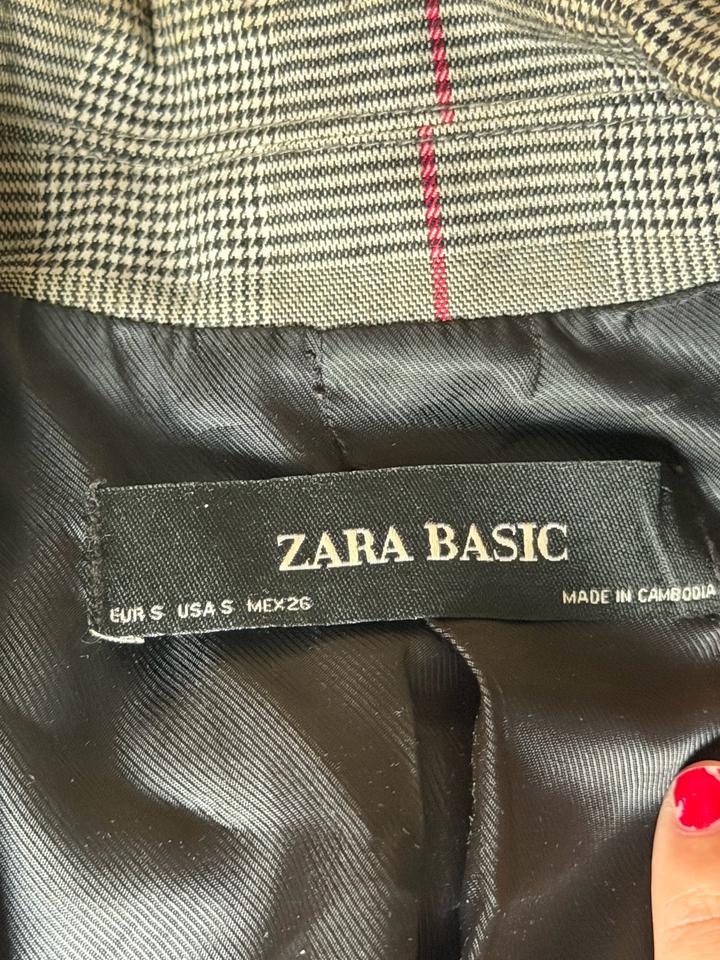 ZARA BASIC
EUR S USA S MEX 26 MADE IN CAMBODIA